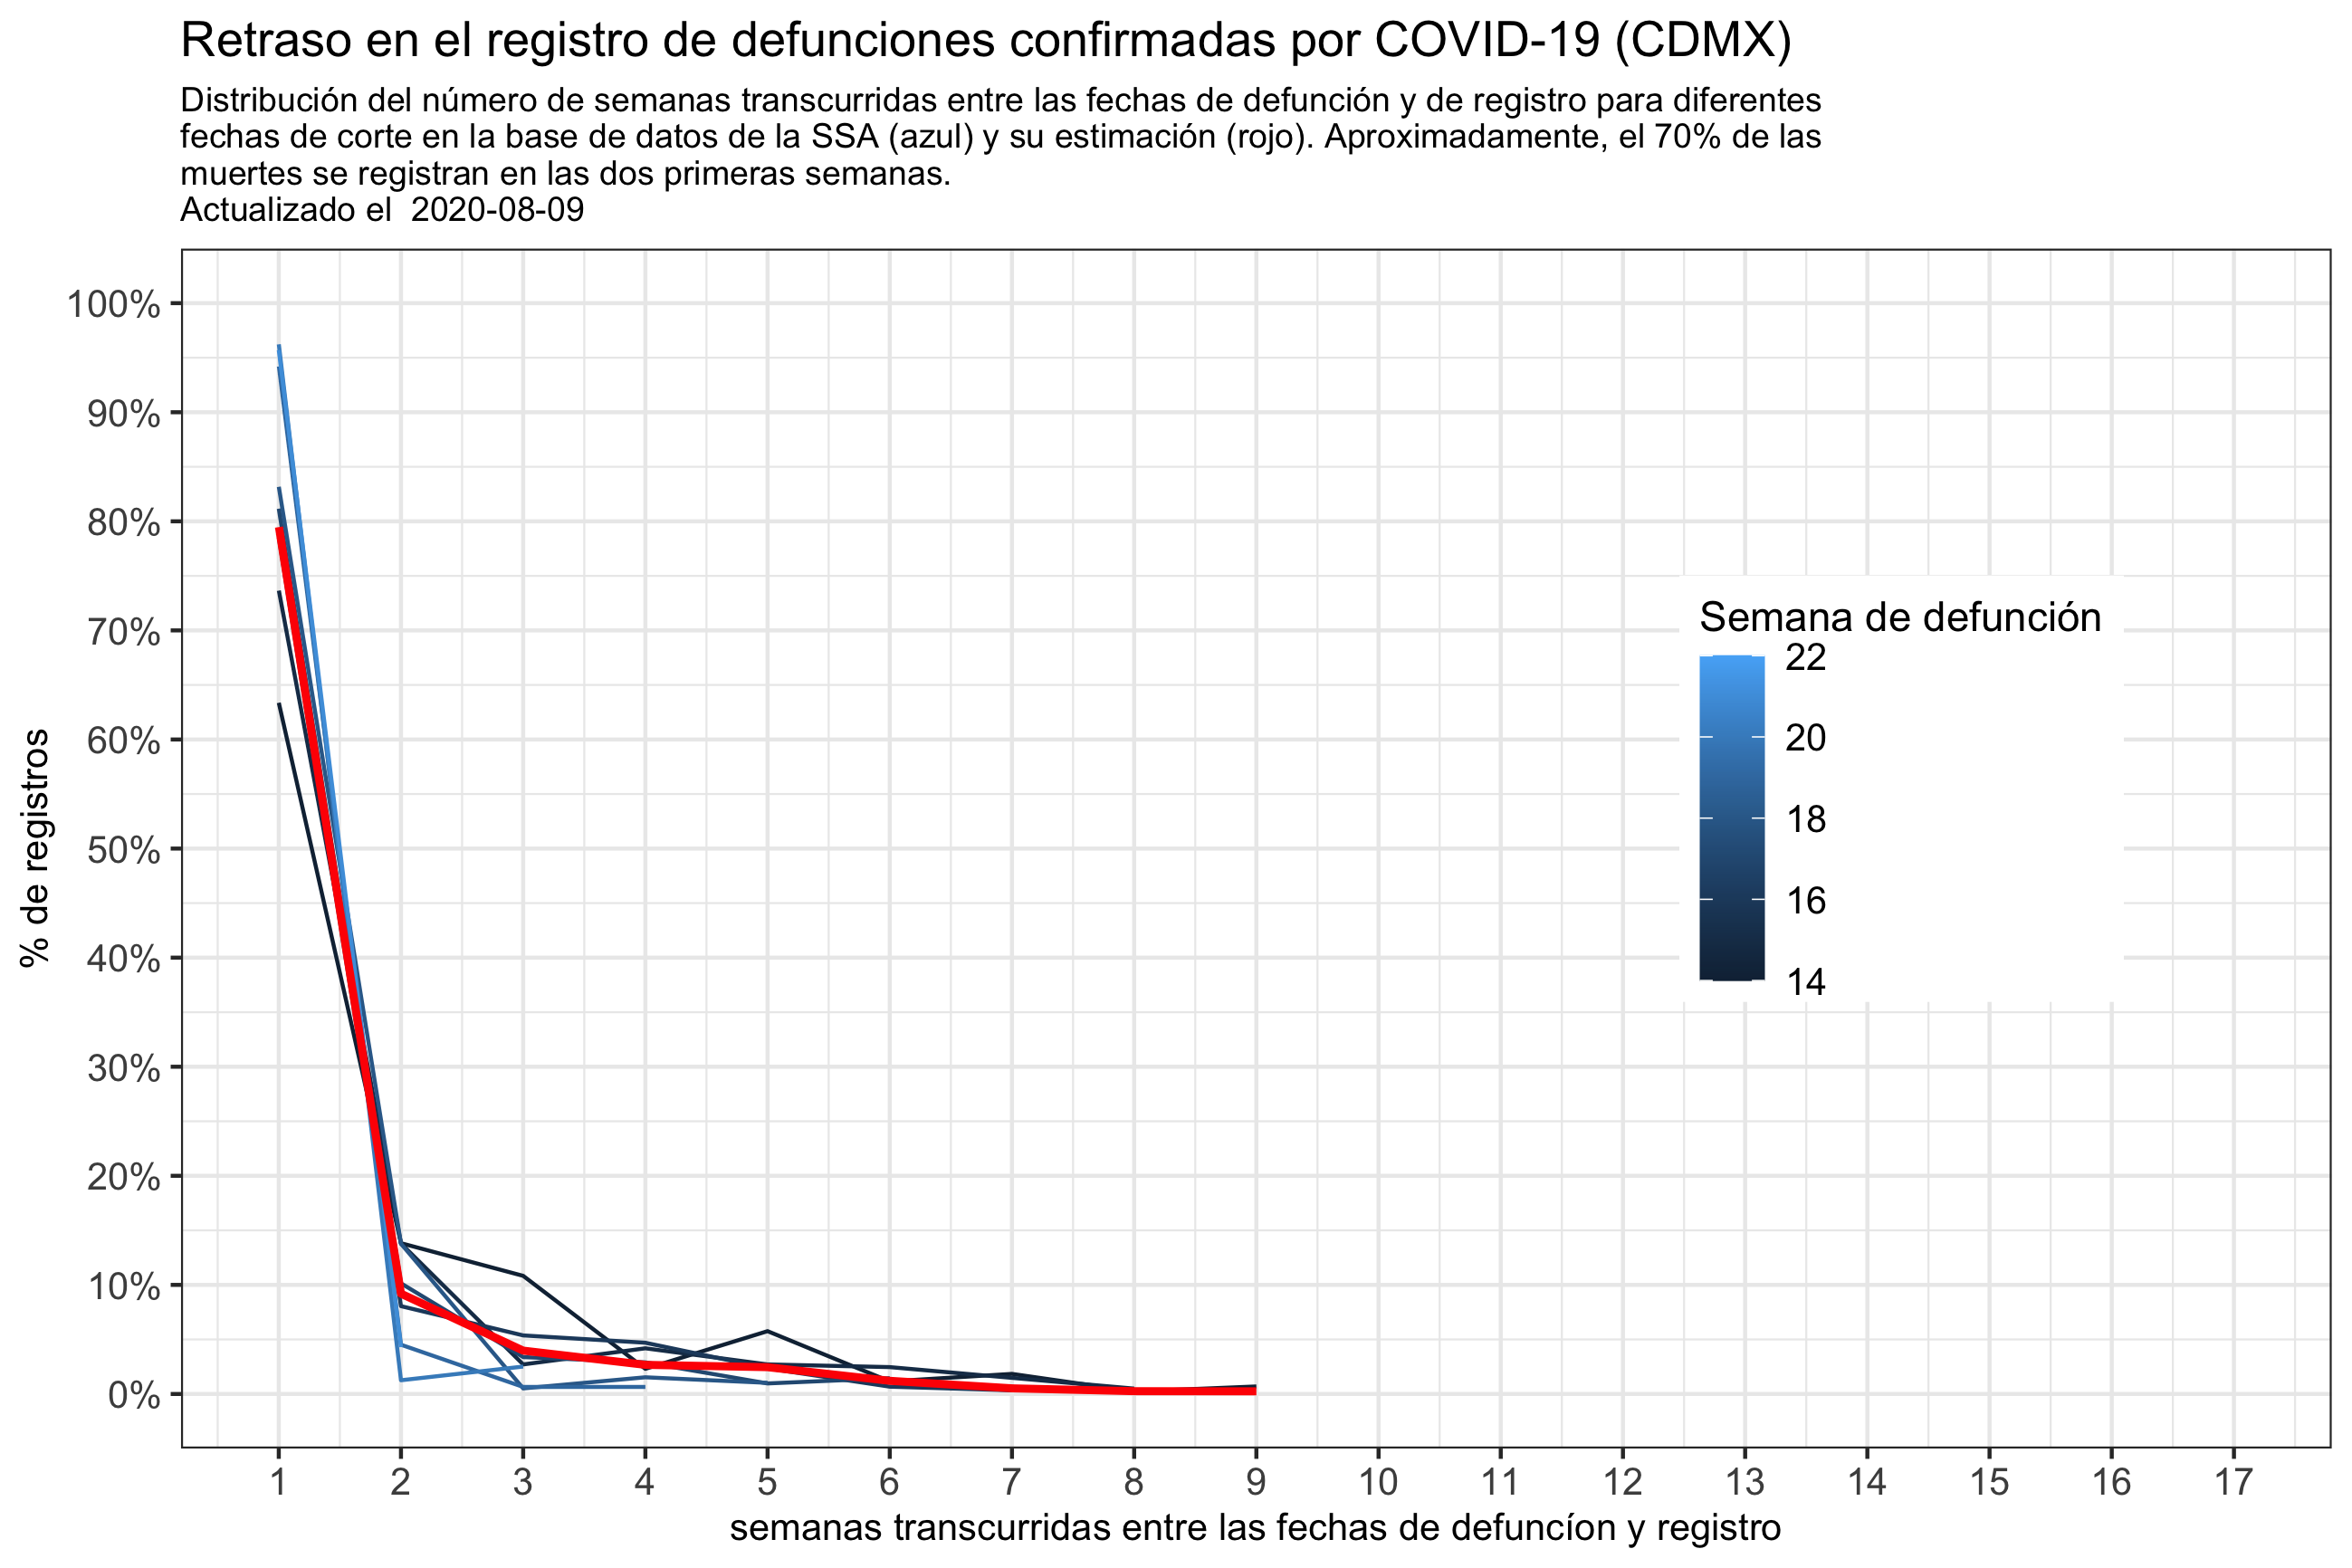 Retraso en el registro de defunciones confirmadas por COVID-19 (CDMX)
Distribución del número de semanas transcurridas entre las fechas de defunción y de registro para diferentes
fechas de corte en la base de datos de la SSA (azul) y su estimación (rojo). Aproximadamente, el 70% de las
muertes se registran en las dos primeras semanas.
Actualizado el  2020-08-09
100%
90%
80%
70%
60%
50%
40%
30%
20%
10%
0%
% de registros
Semana de defunción
22
20
18
16
14
1 2 3 4 5 6 7 8 9 10 11 12 13 14 15 16 17
semanas transcurridas entre las fechas de defuncíon y registro